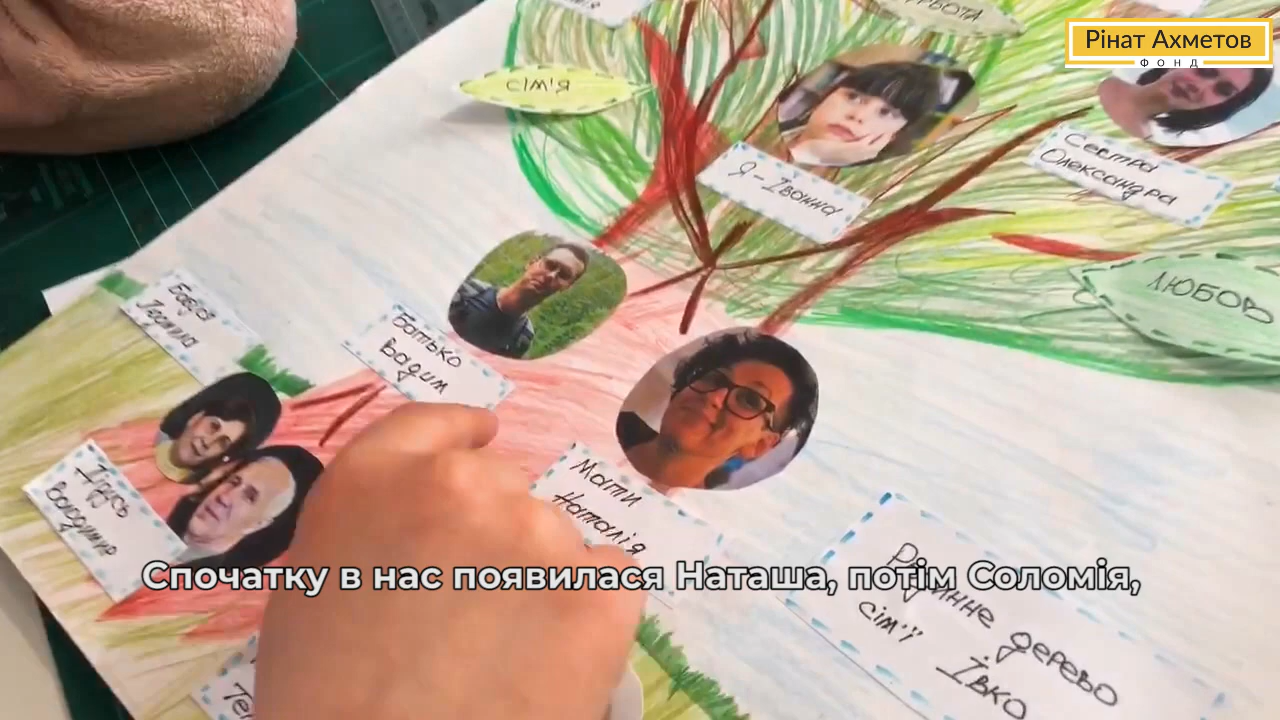 Рінат Ахметов
ФОНД
СІМ'Я
Я - Іванна
Сестра
Олександра
ЛЮБОВ
Батько
Вадим
Дідусь
Володимир
Мати
Наталія
Родинне дерево
сім'ї Івко
Спочатку в нас появилася Наташа, потім Соломія,